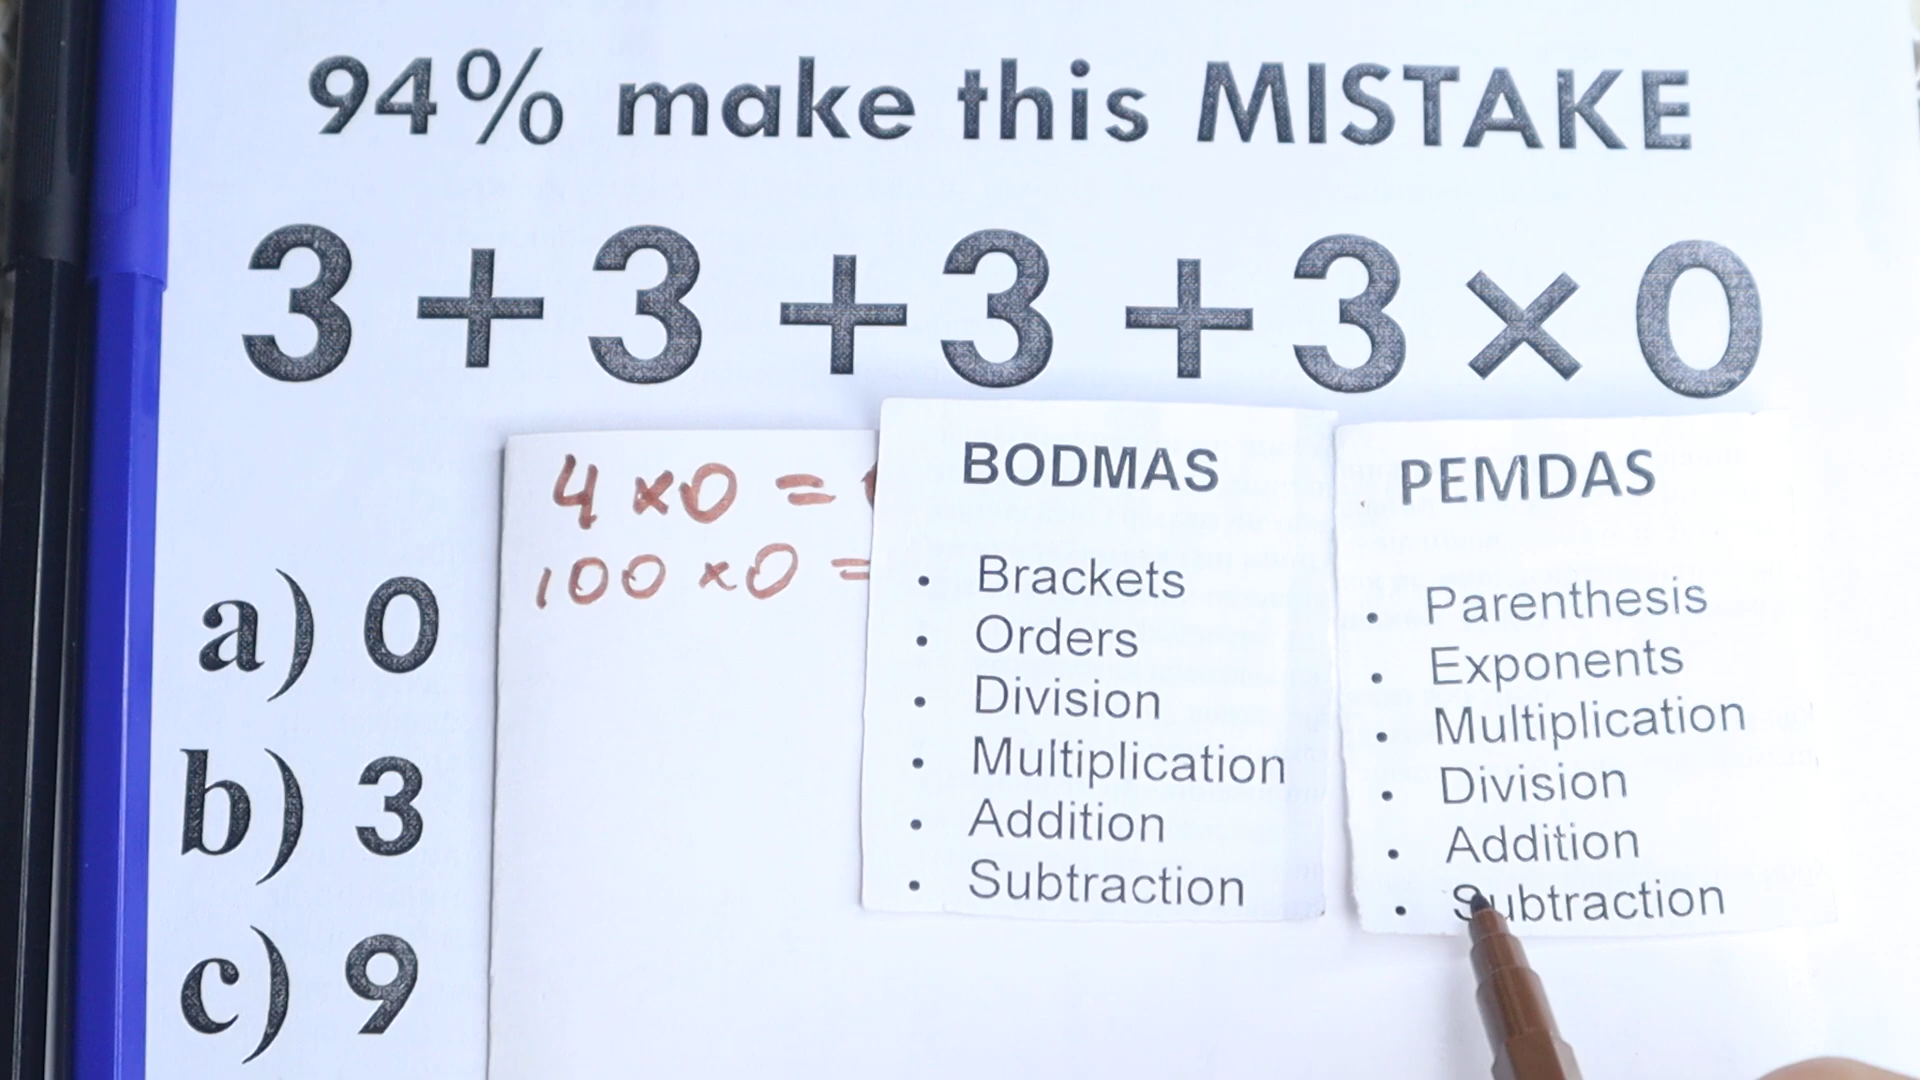 94% make this MISTAKE
3 + 3 + 3 + 3 × 0
4 × 0 =
100 × 0 =
a) 0
b) 3
c) 9
BODMAS
• Brackets
• Orders
• Division
• Multiplication
• Addition
• Subtraction
PEMDAS
• Parenthesis
• Exponents
• Multiplication
• Division
• Addition
• Subtraction